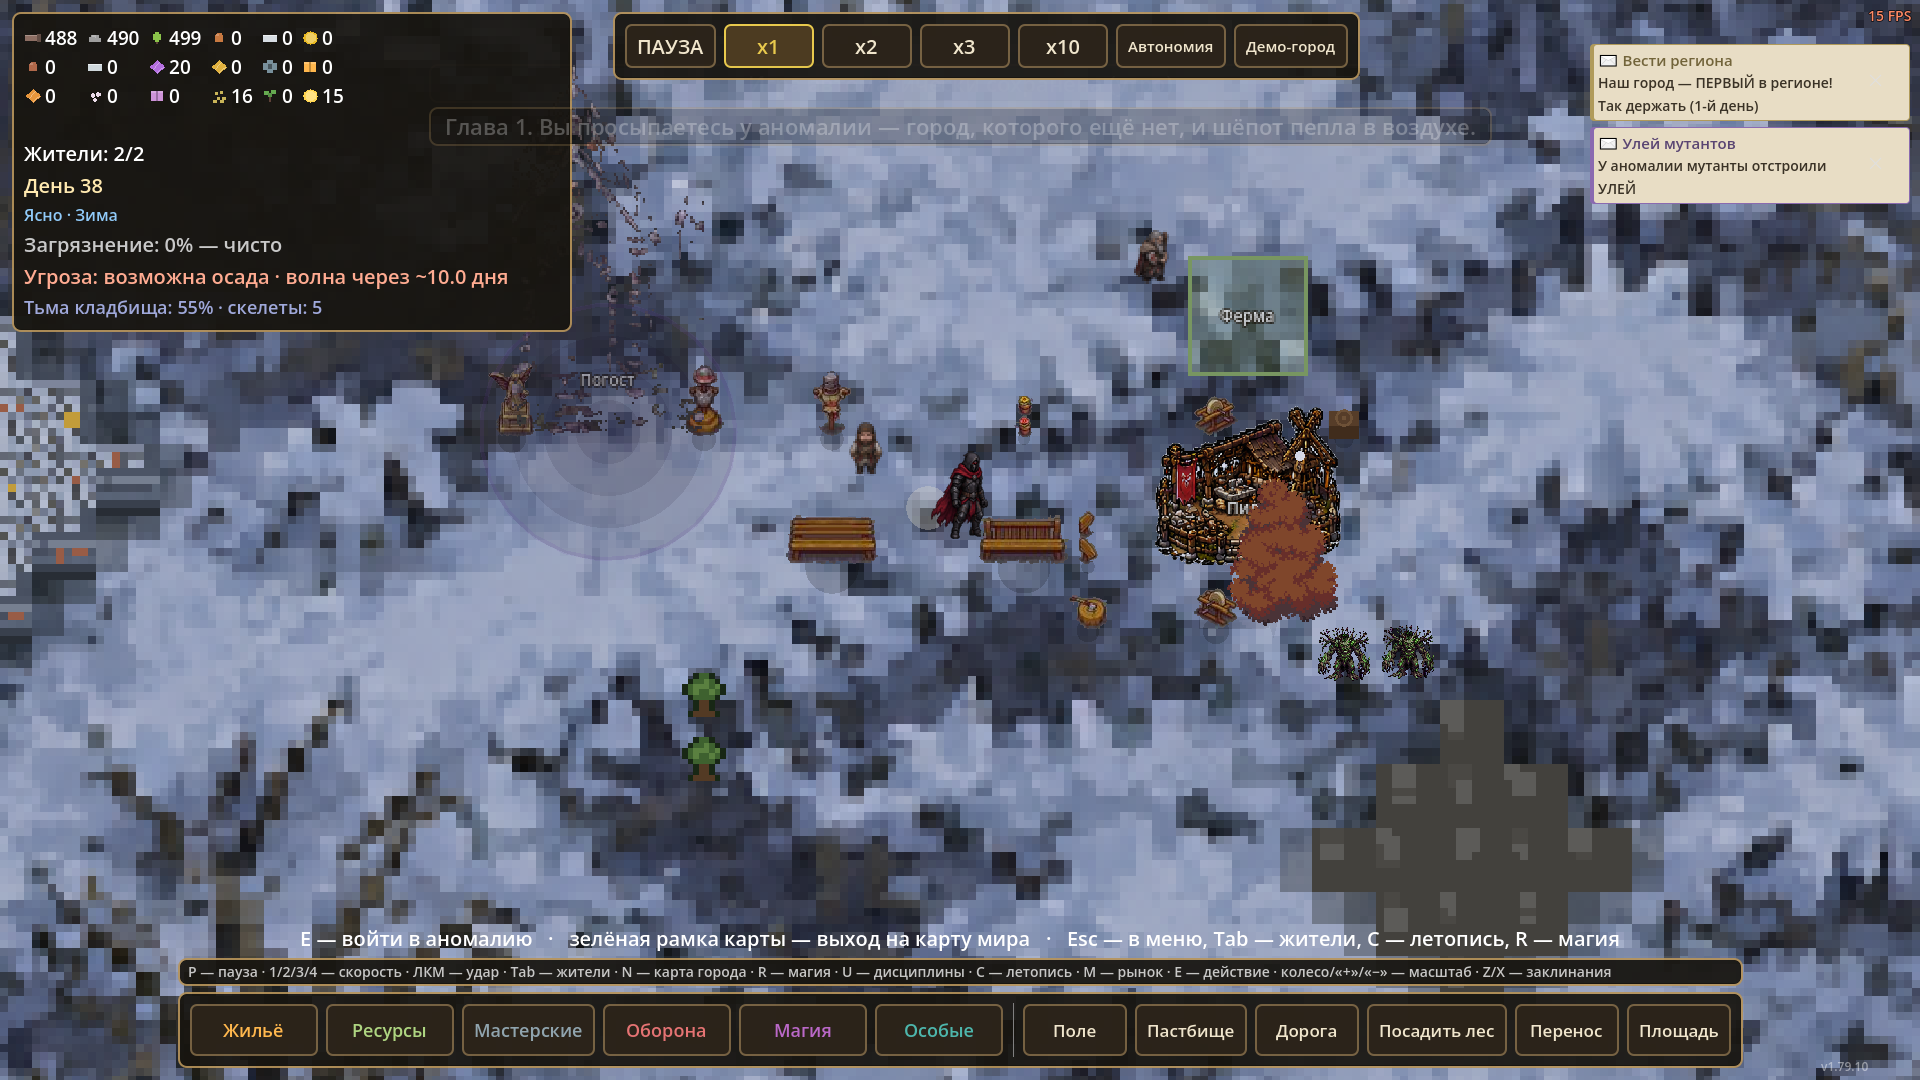 488 490 499 0 0 0
0 0 20 0 0 0
0 0 0 16 0 15
Жители: 2/2
День 38
Ясно · Зима
Загрязнение: 0% — чисто
Угроза: возможна осада · волна через ~10.0 дня
Тьма кладбища: 55% · скелеты: 5
ПАУЗА x1 x2 x3 x10 Автономия Демо-город
15 FPS
Вести региона
Наш город — ПЕРВЫЙ в регионе!
Так держать (1-й день)
Улей мутантов
У аномалии мутанты отстроили
УЛЕЙ
Глава 1. Вы просыпаетесь у аномалии — город, которого ещё нет, и шёпот пепла в воздухе.
Ферма
Погост
E — войти в аномалию · зелёная рамка карты — выход на карту мира · Esc — в меню, Tab — жители, C — летопись, R — магия
P — пауза · 1/2/3/4 — скорость · ЛКМ — удар · Tab — жители · N — карта города · R — магия · U — дисциплины · C — летопись · M — рынок · E — действие · колесо/«+»/«−» — масштаб · Z/X — заклинания
Жильё Ресурсы Мастерские Оборона Магия Особые Поле Пастбище Дорога Посадить лес Перенос Площадь
v1.79.10